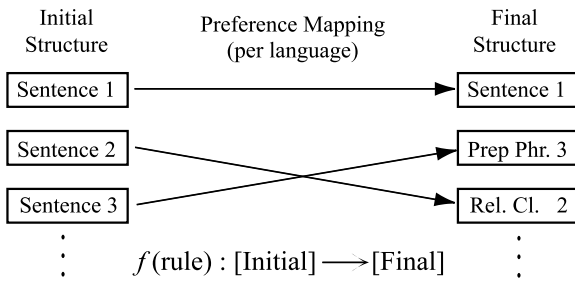 Initial
Structure
Preference Mapping
(per language)
Final
Structure
Sentence 1
Sentence 1
Sentence 2
Prep Phr. 3
Sentence 3
Rel. Cl. 2
f (rule) : [Initial] ⟶ [Final]